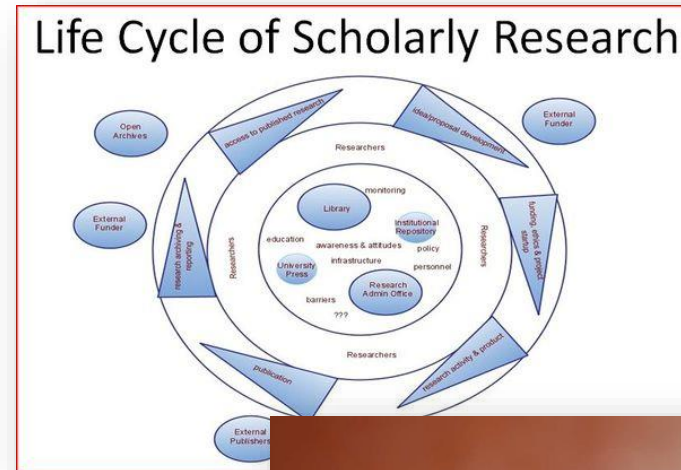 Life Cycle of Scholarly Research
Open
Archives
access to published research
idea/proposal development
External
Funder
Researchers
monitoring
Library
Institutional
Repository
External
Funder
research archiving &
reporting
Researchers
education
awareness & attitudes
policy
infrastructure
University
Press
personnel
Research
Admin Office
barriers
???
Researchers
funding, ethics & project
startup
Researchers
publication
research activity & product
External
Publishers